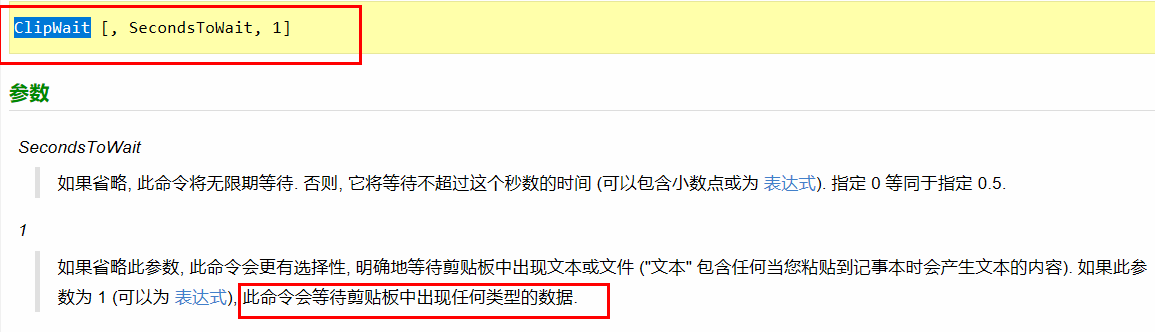 ClipWait [, SecondsToWait, 1]
参数
SecondsToWait
如果省略, 此命令将无限期等待. 否则, 它将等待不超过这个秒数的时间 (可以包含小数点或为 表达式). 指定 0 等同于指定 0.5.
1
如果省略此参数, 此命令会更有选择性, 明确地等待剪贴板中出现文本或文件 ("文本" 包含任何当您粘贴到记事本时会产生文本的内容). 如果此参
数为 1 (可以为 表达式), 此命令会等待剪贴板中出现任何类型的数据.